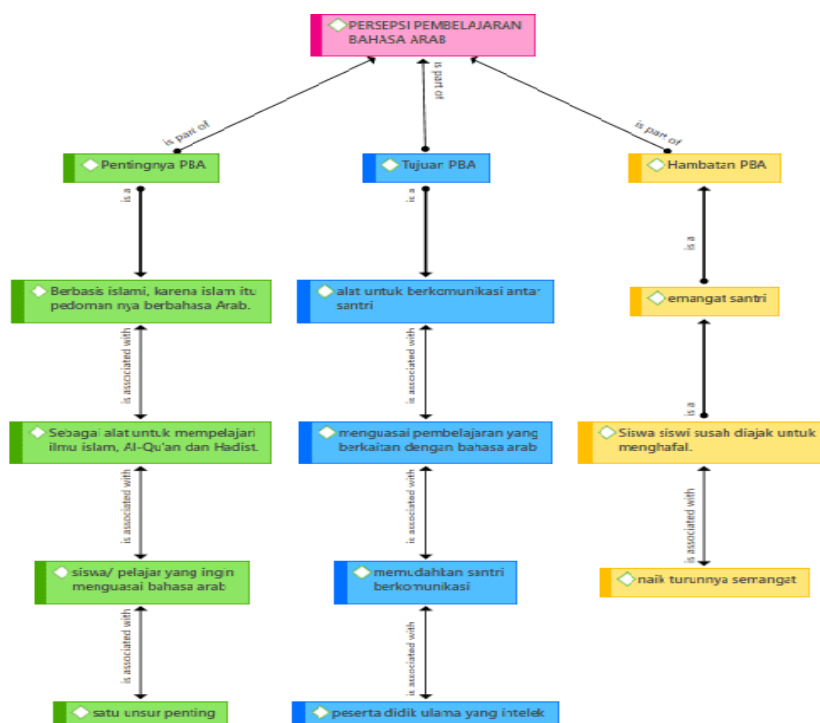 PERSEPSI PEMBELAJARAN
BAHASA ARAB
is part of
is part of
is part of
Pentingnya PBA
Tujuan PBA
Hambatan PBA
is a
is a
is a
Berbasis islami, karena islam itu
pedoman nya berbahasa Arab.
alat untuk berkomunikasi antar
santri
emangat santri
is associated with
is associated with
is a
Sebagai alat untuk mempelajari
ilmu islam, Al-Qu'an dan Hadist.
menguasai pembelajaran yang
berkaitan dengan bahasa arab
Siswa siswi susah diajak untuk
menghafal.
is associated with
is associated with
is associated with
siswa/ pelajar yang ingin
menguasai bahasa arab
memudahkan santri
berkomunikasi
naik turunnya semangat
is associated with
is associated with
satu unsur penting
peserta didik ulama yang intelek